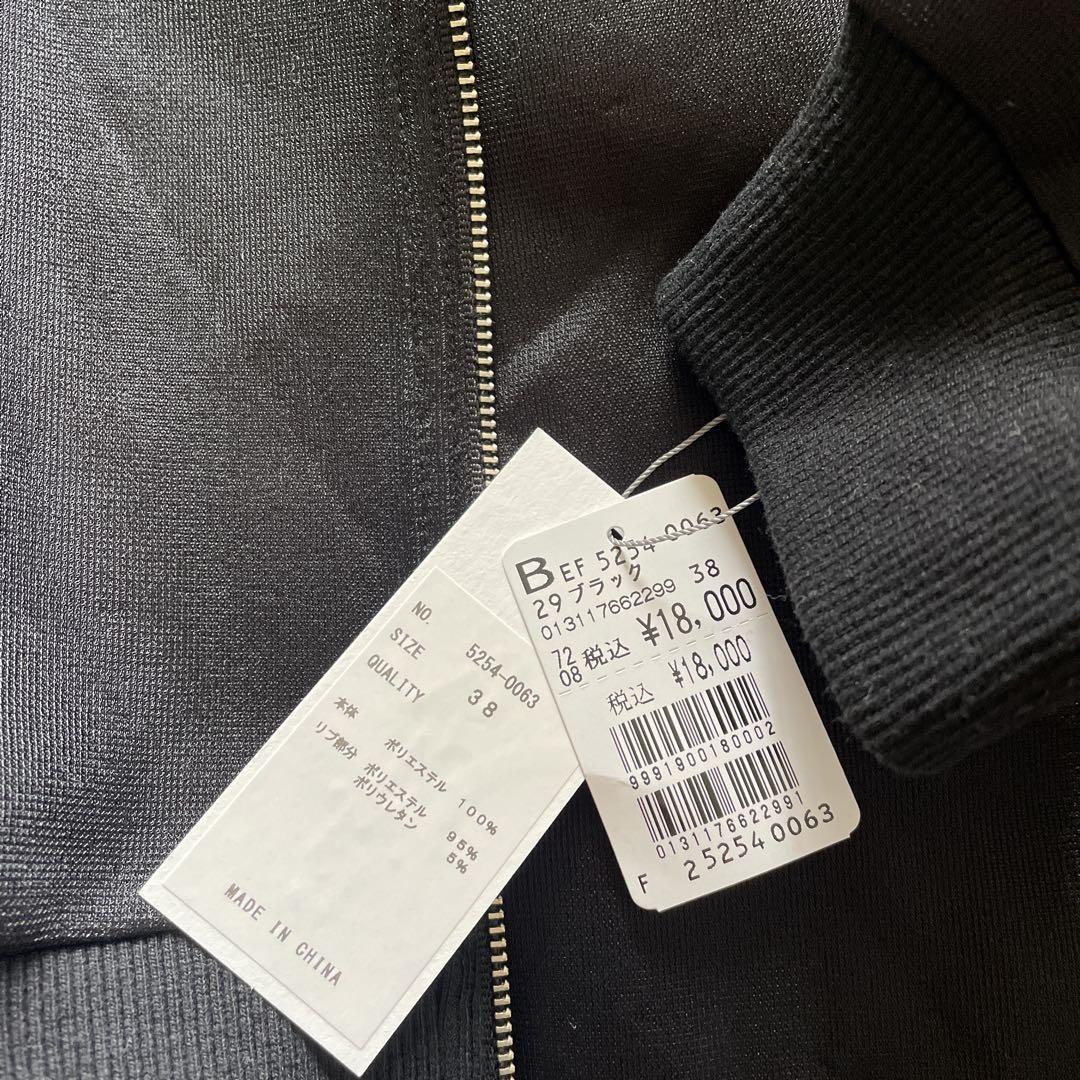 NO. 5254-0063
SIZE 38
QUALITY
本体 ポリエステル 100%
リブ部分 ポリエステル 95%
ポリウレタン 5%
MADE IN CHINA
B EF 5254-0063
29 ブラック 38
013117662299
72 税込 ¥18,000
08
税込 ¥18,000
9991900180002
0131176622991
F 252540063